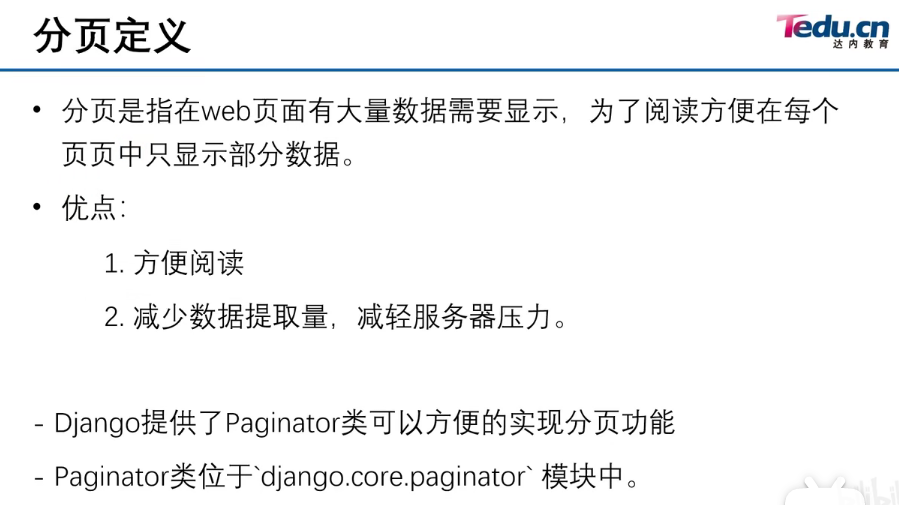 分页定义
Tedu.cn
达内教育
• 分页是指在web页面有大量数据需要显示，为了阅读方便在每个
页页中只显示部分数据。
• 优点：
1. 方便阅读
2. 减少数据提取量，减轻服务器压力。
- Django提供了Paginator类可以方便的实现分页功能
- Paginator类位于`django.core.paginator` 模块中。